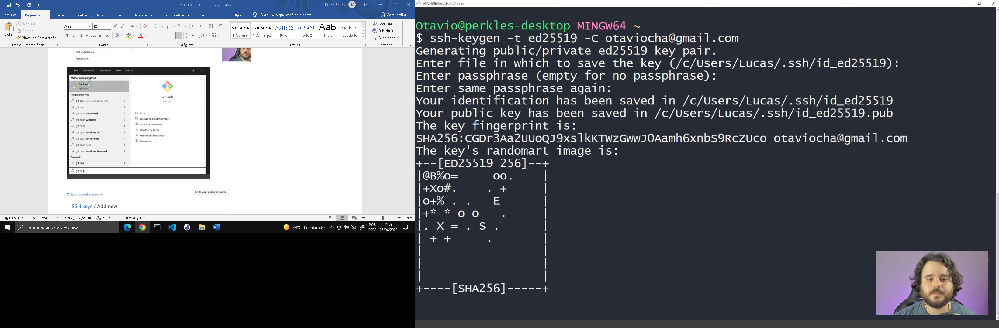 S.F.D. Git e GitHub.docx - Word
Bruno Souza
BS
Arquivo
Página Inicial
Inserir
Desenhar
Design
Layout
Referências
Correspondências
Revisão
Exibir
Ajuda
Diga-me o que você deseja fazer
Compartilhar
Colar
Recortar
Copiar
Pincel de Formatação
Área de Transferência
Arial
12
Fonte
Parágrafo
AaBbCcDc
¶ Normal
AaBbCcDc
¶ Sem Esp...
AaBbCc
Título 1
AaBbCcE
Título 2
AaB
Título
AaBbCcD
Subtítulo
Estilos
Localizar
Substituir
Selecionar
Editando
SSH and GPG keys
Repositories
Tudo Aplicativos Documentos Web Mais
Melhor correspondência
Git Bash
Aplicativo
Pesquisar na Web
git bas - Ver resultados da Web
git bash
git bash download
git bash windows
git base
git bash windows 10
git bash commands
git bash here
git bash windows terminal
Comando
git bas
git bash
Git Bash
Aplicativo
Abrir
Executar como administrador
Abrir local do arquivo
Desafixar de Iniciar
Fixar na barra de tarefas
Desinstalar
Switch to another account
Go to your personal profile
SSH keys / Add new
Página 5 de 5
716 palavras
Português (Brasil)
Acessibilidade: investigar
130%
Digite aqui para pesquisar
24°C Ensolarado
POR
PTB2
11:39
26/04/2022
MINGW64:/c/Users/Lucas
Otavio@perkles-desktop MINGW64 ~
$ ssh-keygen -t ed25519 -C otaviocha@gmail.com
Generating public/private ed25519 key pair.
Enter file in which to save the key (/c/Users/Lucas/.ssh/id_ed25519):
Enter passphrase (empty for no passphrase):
Enter same passphrase again:
Your identification has been saved in /c/Users/Lucas/.ssh/id_ed25519
Your public key has been saved in /c/Users/Lucas/.ssh/id_ed25519.pub
The key fingerprint is:
SHA256:CGDr3Aa2UUoQJ9xslkKTWzGwwJ0Aamh6xnbS9RcZUco otaviocha@gmail.com
The key's randomart image is:
+--[ED25519 256]--+
|@B%o=     oo.    |
|+Xo#.    . +     |
|o+% . .   E      |
|+* * o o   .     |
|. X = . S .      |
| + +     .       |
|                 |
|                 |
|                 |
+----[SHA256]-----+